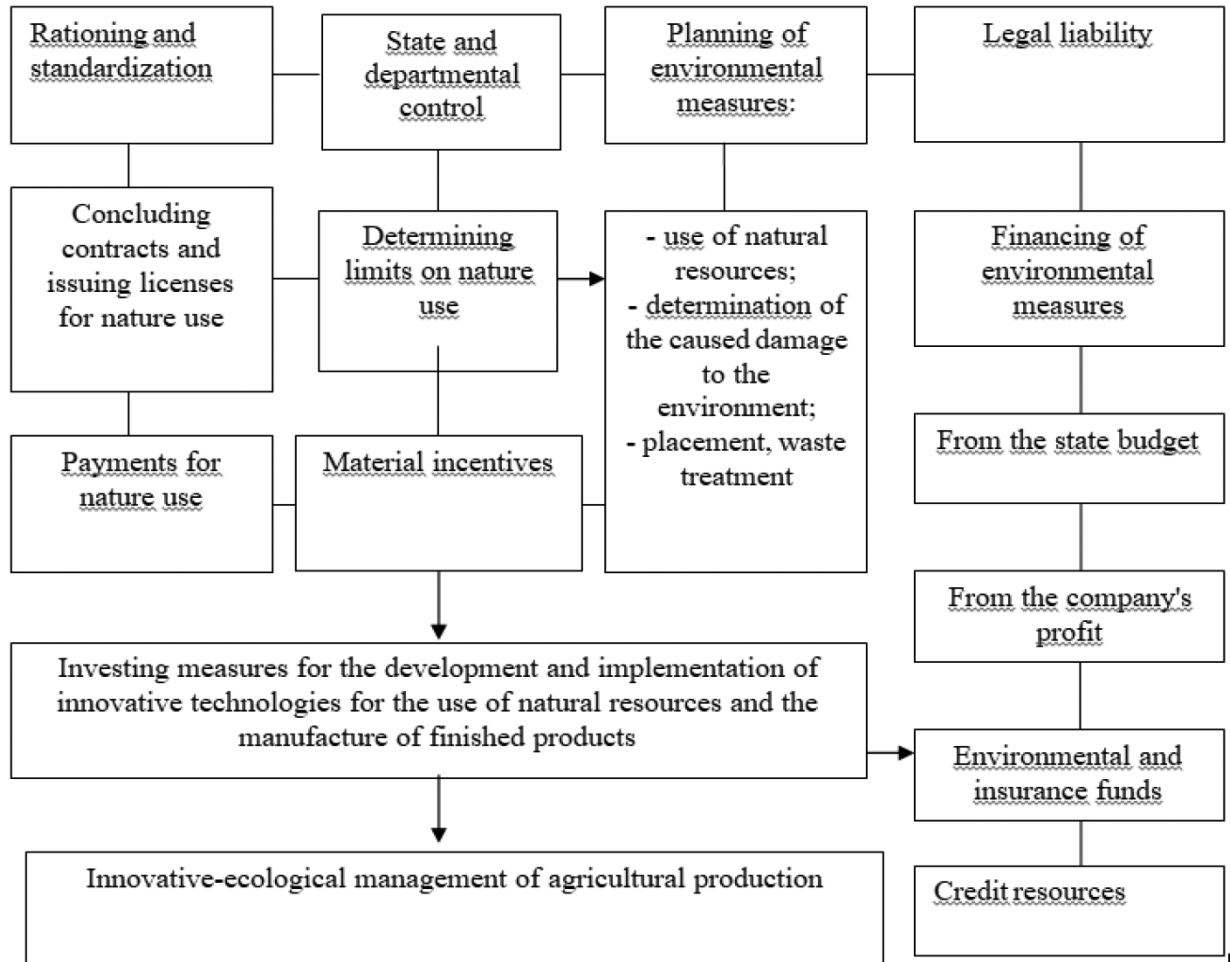 Rationing and
standardization
State and
departmental
control
Planning of
environmental
measures:
Legal liability
Concluding
contracts and
issuing licenses
for nature use
Determining
limits on nature
use
- use of natural
resources;
- determination of
the caused damage
to the
environment;
- placement, waste
treatment
Financing of
environmental
measures
Payments for
nature use
Material incentives
From the state budget
From the company's
profit
Investing measures for the development and implementation of
innovative technologies for the use of natural resources and the
manufacture of finished products
Environmental and
insurance funds
Innovative-ecological management of agricultural production
Credit resources